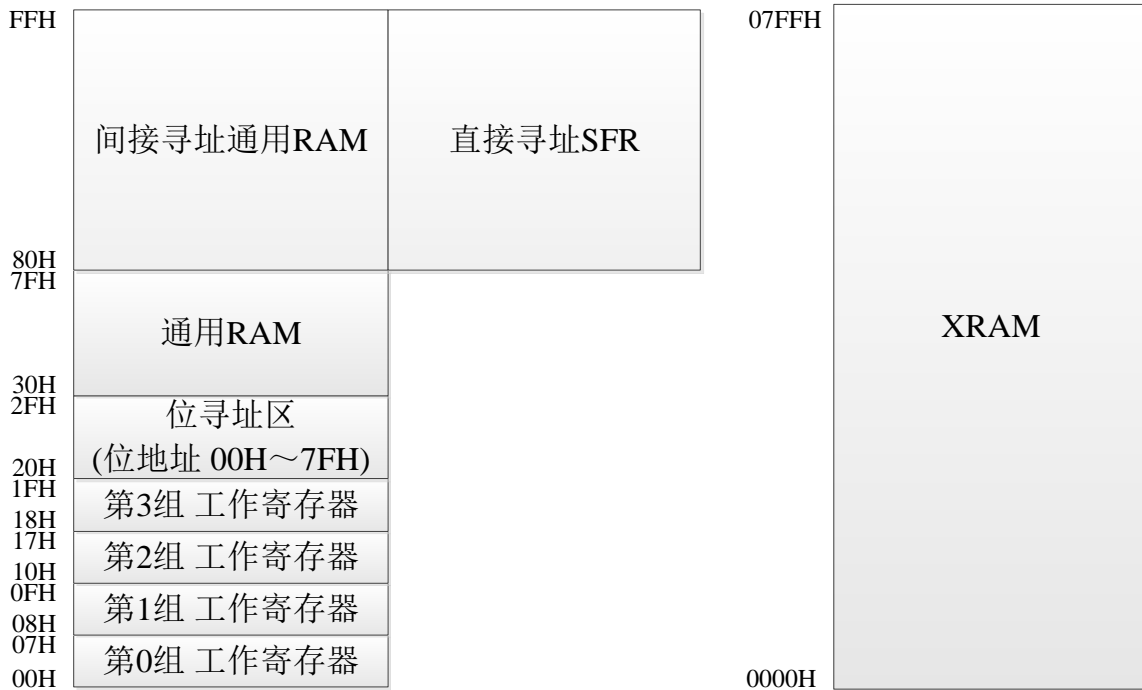 FFH
间接寻址通用RAM
直接寻址SFR
80H
7FH
通用RAM
30H
2FH
位寻址区
(位地址 00H～7FH)
20H
1FH
第3组 工作寄存器
18H
17H
第2组 工作寄存器
10H
0FH
第1组 工作寄存器
08H
07H
第0组 工作寄存器
00H
07FFH
XRAM
0000H